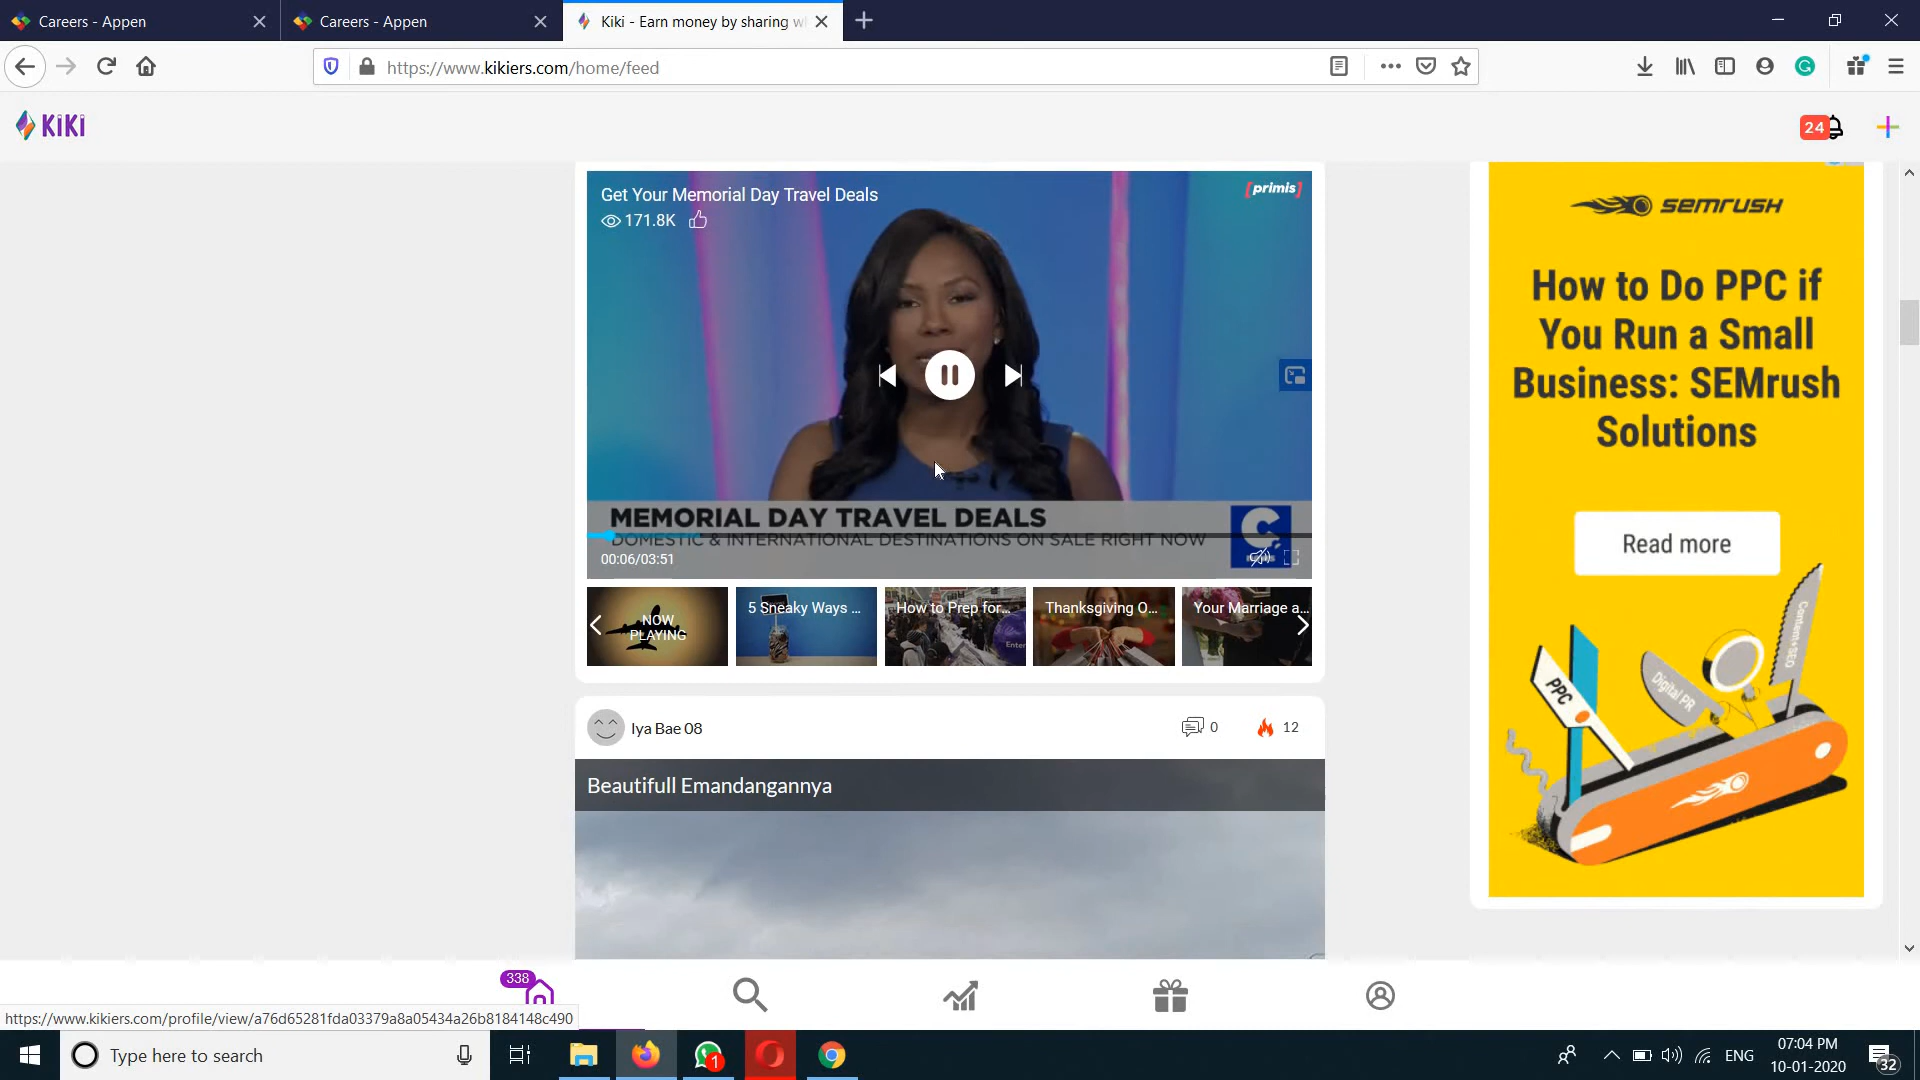 Careers - Appen
Careers - Appen
Kiki - Earn money by sharing w
https://www.kikiers.com/home/feed
KiKi
24
Get Your Memorial Day Travel Deals
171.8K
[primis]
MEMORIAL DAY TRAVEL DEALS
DOMESTIC & INTERNATIONAL DESTINATIONS ON SALE RIGHT NOW
00:06/03:51
NOW
PLAYING
5 Sneaky Ways ...
How to Prep for...
Thanksgiving O...
Your Marriage a...
Iya Bae 08
0
12
Beautifull Emandangannya
semrush
How to Do PPC if
You Run a Small
Business: SEMrush
Solutions
Read more
PPC
Digital PR
Content+SEO
338
https://www.kikiers.com/profile/view/a76d65281fda03379a8a05434a26b8184148c490
Type here to search
1
ENG
07:04 PM
10-01-2020
32